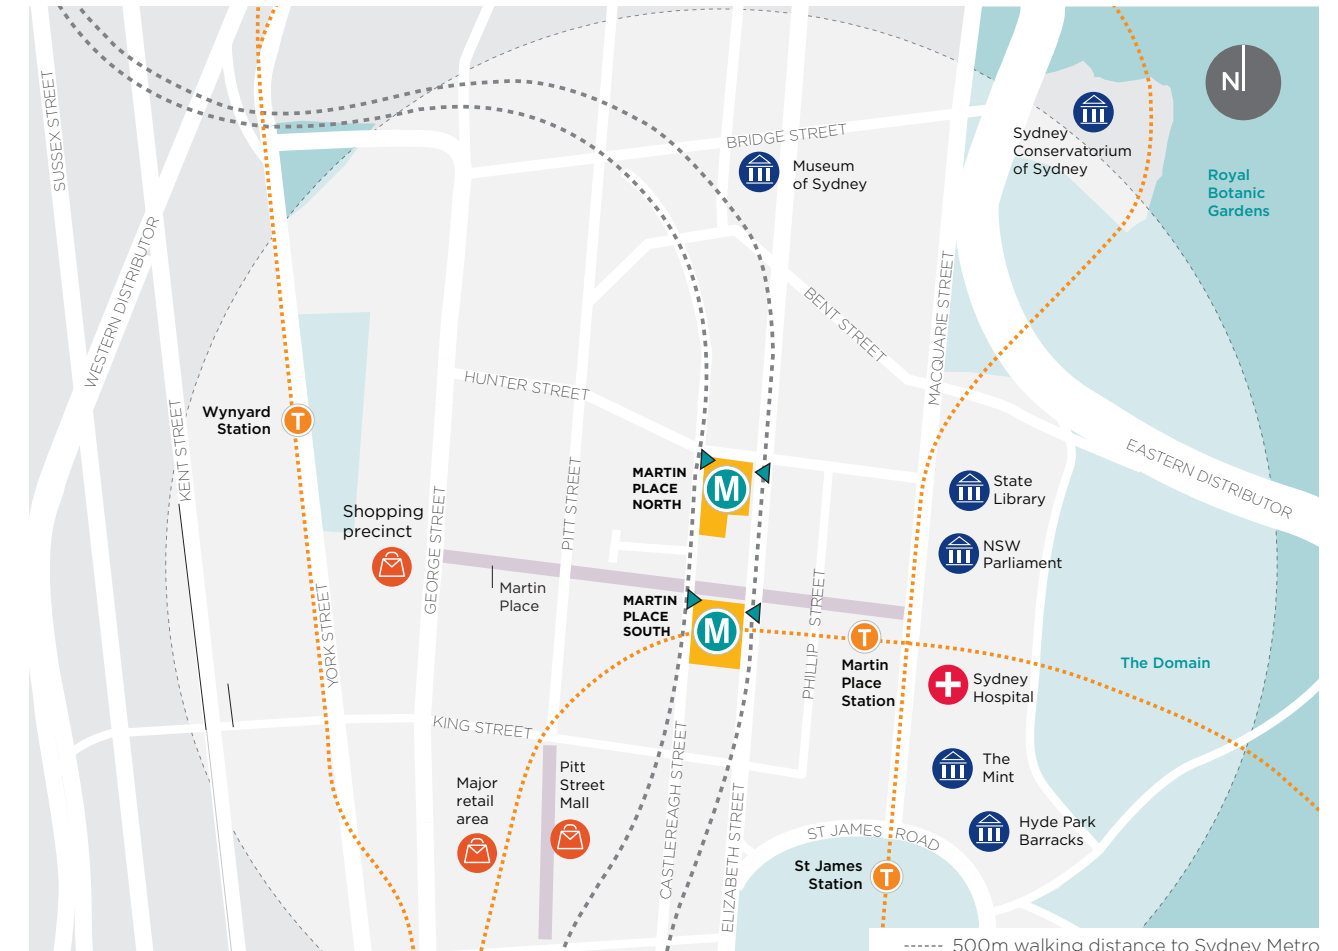 SUSSEX STREET
WESTERN DISTRIBUTOR
KENT STREET
BRIDGE STREET
Museum
of Sydney
Sydney
Conservatorium
of Sydney
N
Royal
Botanic
Gardens
BENT STREET
MACQUARIE STREET
HUNTER STREET
Wynyard
Station
T
EASTERN DISTRIBUTOR
MARTIN
PLACE
NORTH
M
State
Library
NSW
Parliament
Shopping
precinct
GEORGE STREET
PITT STREET
Martin
Place
MARTIN
PLACE
SOUTH
M
PHILLIP STREET
T
Martin
Place
Station
The Domain
Sydney
Hospital
YORK STREET
KING STREET
CASTLEREAGH STREET
ELIZABETH STREET
Major
retail
area
Pitt
Street
Mall
The
Mint
Hyde Park
Barracks
ST JAMES ROAD
St James
Station
T
500m walking distance to Sydney Metro